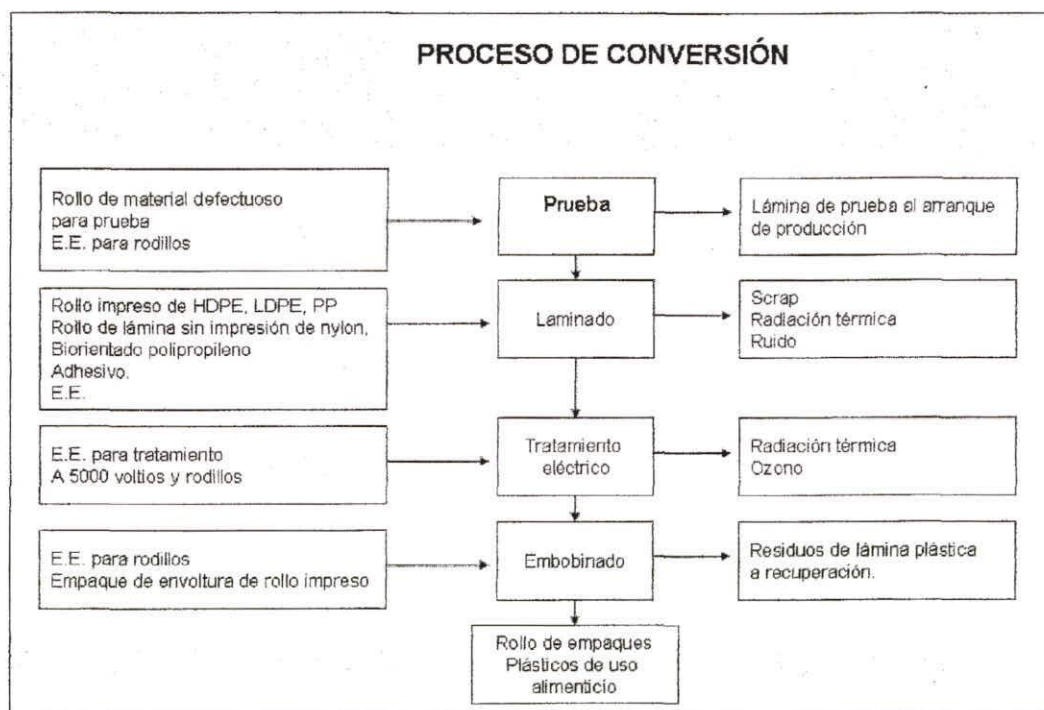 PROCESO DE CONVERSIÓN
Rollo de material defectuoso
para prueba
E.E. para rodillos
Prueba
Lámina de prueba al arranque
de producción
Rollo impreso de HDPE, LDPE, PP
Rollo de lámina sin impresión de nylon,
Biorientado polipropileno
Adhesivo.
E.E.
Laminado
Scrap
Radiación térmica
Ruido
E.E. para tratamiento
A 5000 voltios y rodillos
Tratamiento
eléctrico
Radiación térmica
Ozono
E.E. para rodillos
Empaque de envoltura de rollo impreso
Embobinado
Residuos de lámina plástica
a recuperación.
Rollo de empaques
Plásticos de uso
alimenticio